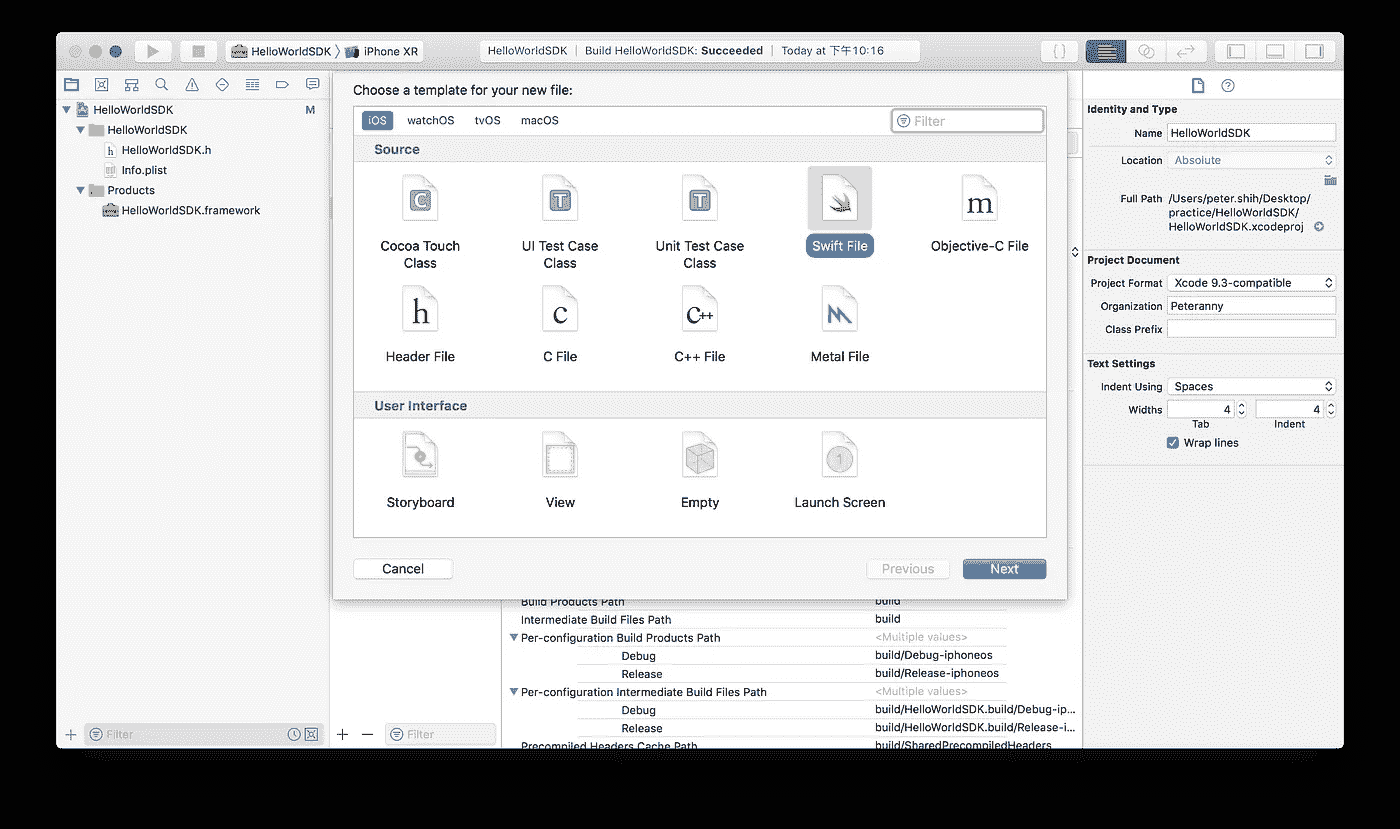 HelloWorldSDK 〉 iPhone XR
HelloWorldSDK | Build HelloWorldSDK: Succeeded | Today at 下午10:16
{ }
HelloWorldSDK M
HelloWorldSDK
h HelloWorldSDK.h
Info.plist
Products
HelloWorldSDK.framework
Filter
Choose a template for your new file:
iOS watchOS tvOS macOS
Filter
Source
C
T
T
m
Cocoa Touch
Class
UI Test Case
Class
Unit Test Case
Class
Swift File
Objective-C File
h
c
C++
Header File
C File
C++ File
Metal File
User Interface
1
Storyboard
View
Empty
Launch Screen
Cancel
Previous
Next
Filter
Build Products Path build
Intermediate Build Files Path build
Per-configuration Build Products Path <Multiple values>
Debug build/Debug-iphoneos
Release build/Release-iphoneos
Per-configuration Intermediate Build Files Path <Multiple values>
Debug build/HelloWorldSDK.build/Debug-ip...
Release build/HelloWorldSDK.build/Release-i...
Precompiled Headers Cache Path build/SharedPrecompiledHeaders
?
Identity and Type
Name HelloWorldSDK
Location Absolute
Full Path /Users/peter.shih/Desktop/
practice/HelloWorldSDK/
HelloWorldSDK.xcodeproj
Project Document
Project Format Xcode 9.3-compatible
Organization Peteranny
Class Prefix
Text Settings
Indent Using Spaces
Widths 4 4
Tab Indent
Wrap lines